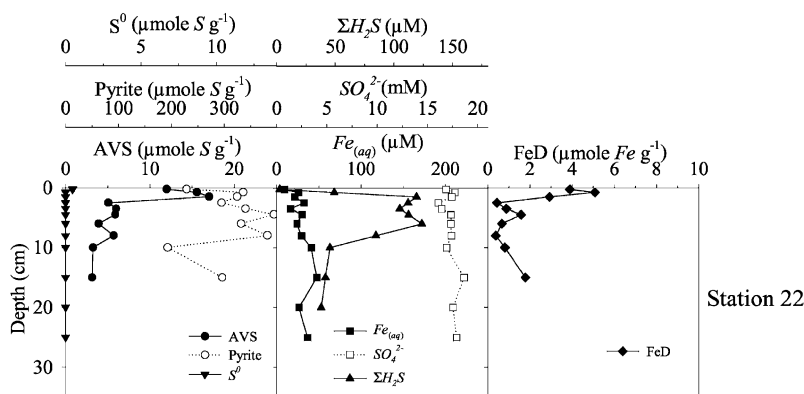 S⁰ (µmole S g⁻¹) ΣH₂S (µM)
0 5 10 0 50 100 150
Pyrite (µmole S g⁻¹) SO₄²⁻(mM)
0 100 200 300 0 5 10 15 20
AVS (µmole S g⁻¹) Fe₍aq₎ (µM) FeD (µmole Fe g⁻¹)
0 10 20 0 100 200 0 2 4 6 8 10
0
10
20
30
Depth (cm)
AVS
Pyrite
S⁰
Fe₍aq₎
SO₄²⁻
ΣH₂S
FeD
Station 22